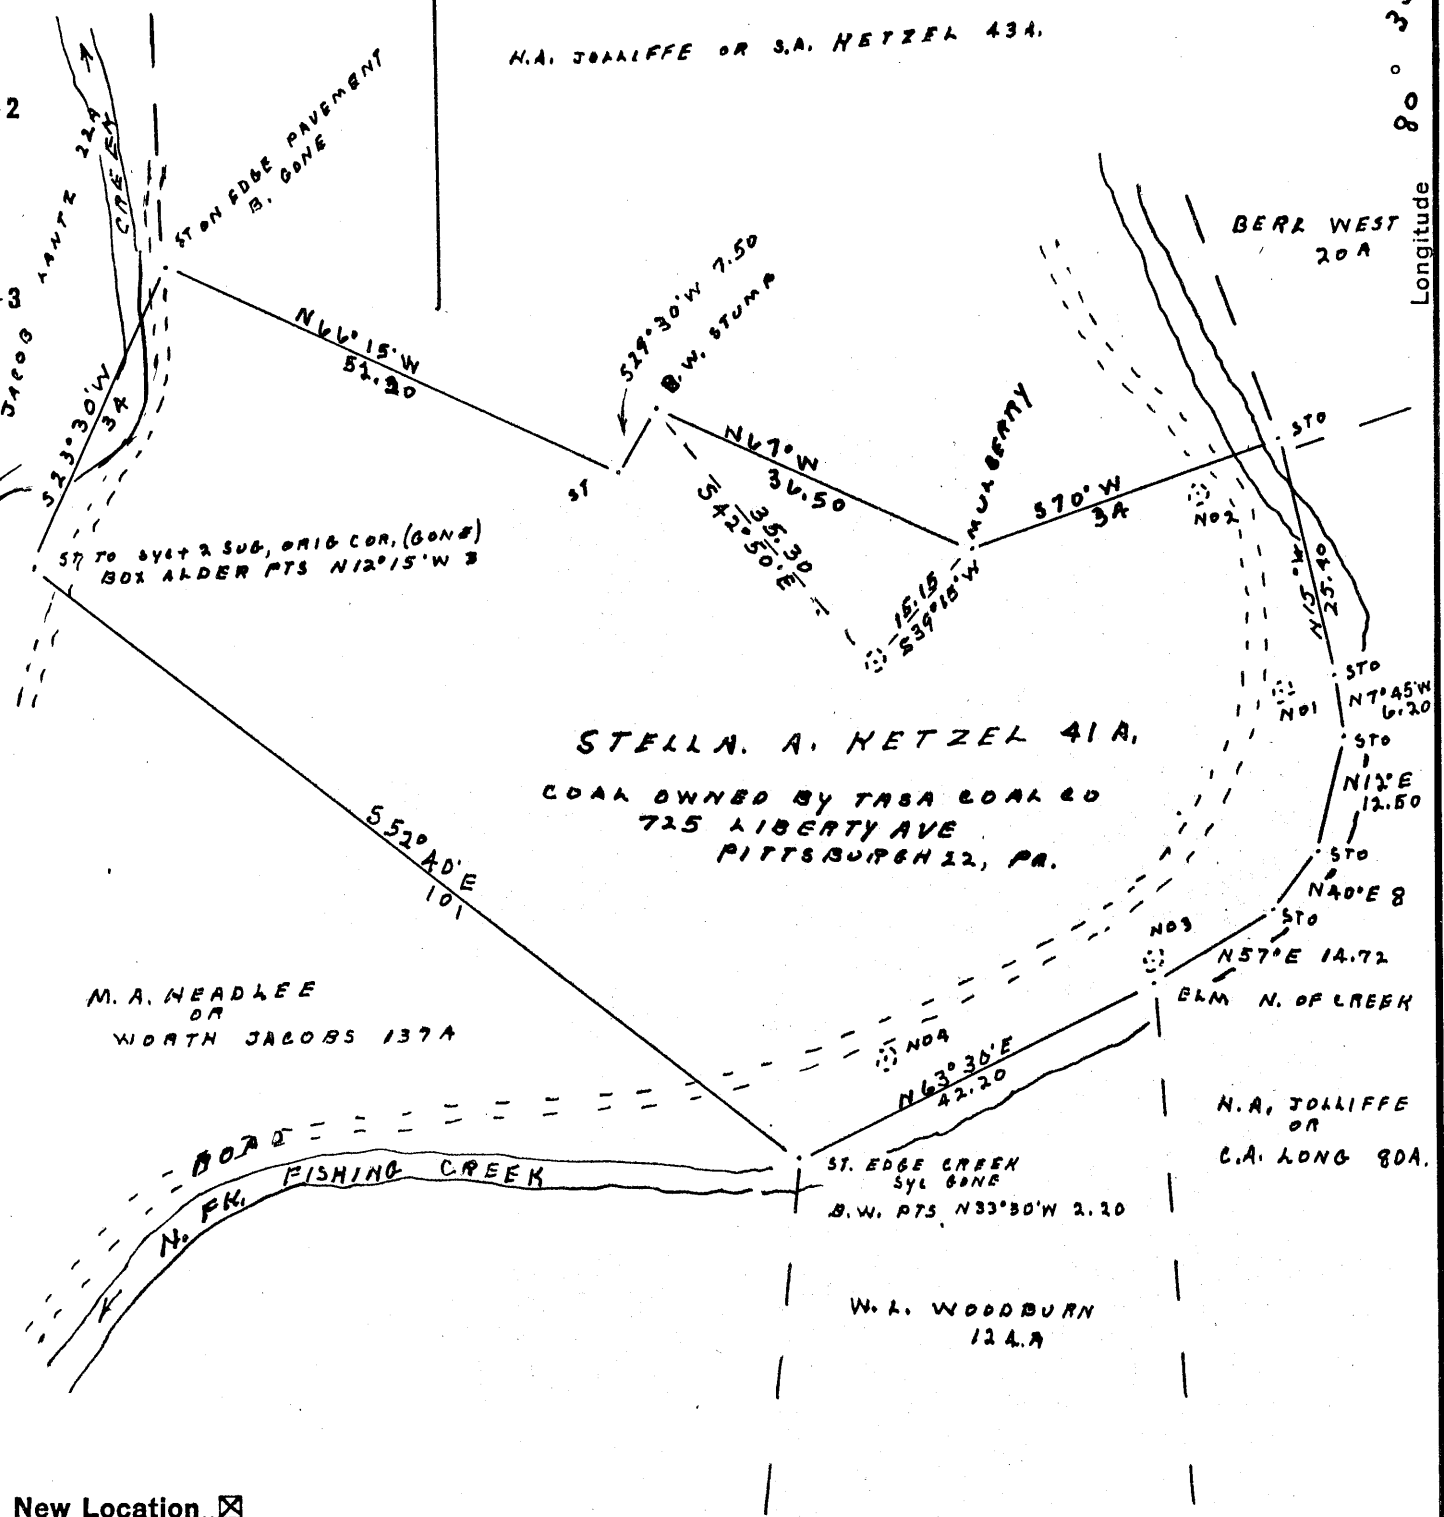 N.A. JOLLIFFE OR S.A. HETZEL 43A.
80° 3
Longitude
2
3
JACOB LANTZ 22A
CREEK
ST ON EDGE PAVEMENT
B. GONE
BERL WEST
20A
N66°15'W
52.20
S29°30'W 7.50
B.W. STUMP
ST
N67°W
36.50
MULBERRY
S70°W
34
STO
NO2
S23°30'W
34
35.30
S42°50'E
15.15
S39°15'W
ST TO SYC+ 2 SUG, ORIG COR, (GONE)
BOX ALDER PTS N12°15'W 3
N15°W
25.40
STO
N7°45'W
6.20
NO1
STO
N12°E
12.50
STO
N40°E 8
STO
STELLA. A. HETZEL 41A.
COAL OWNED BY TASA COAL CO
725 LIBERTY AVE
PITTSBURGH 22, PA.
S52°40'E
101
NO3
N57°E 14.72
ELM N. OF CREEK
M.A. HEADLEE
OR
WORTH JACOBS 137A
NO4
N63°30'E
42.20
N.A. JOLLIFFE
OR
C.A. LONG 80A.
ROAD
N. FK. FISHING CREEK
ST. EDGE CREEK
SYC GONE
B.W. PTS, N33°30'W 2.20
W.L. WOODBURN
124.A
New Location ☒